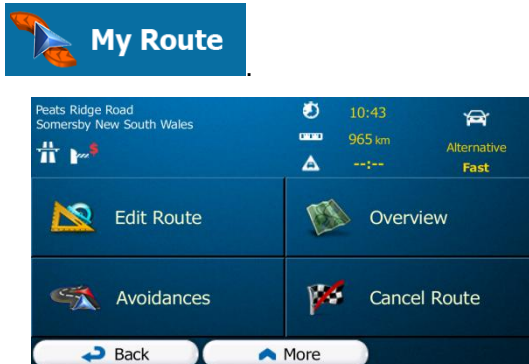 My Route
.
Peats Ridge Road
Somersby New South Wales
$
10:43
965 km
--:--
Alternative
Fast
Edit Route
Overview
Avoidances
Cancel Route
Back
More